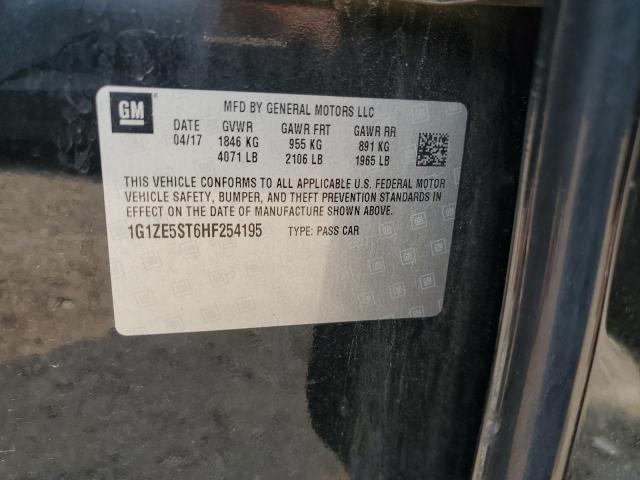 GM
MFD BY GENERAL MOTORS LLC
DATE GVWR GAWR FRT GAWR RR
04/17 1846 KG 955 KG 891 KG
4071 LB 2106 LB 1965 LB
THIS VEHICLE CONFORMS TO ALL APPLICABLE U.S. FEDERAL MOTOR
VEHICLE SAFETY, BUMPER, AND THEFT PREVENTION STANDARDS IN
EFFECT ON THE DATE OF MANUFACTURE SHOWN ABOVE.
1G1ZE5ST6HF254195 TYPE: PASS CAR